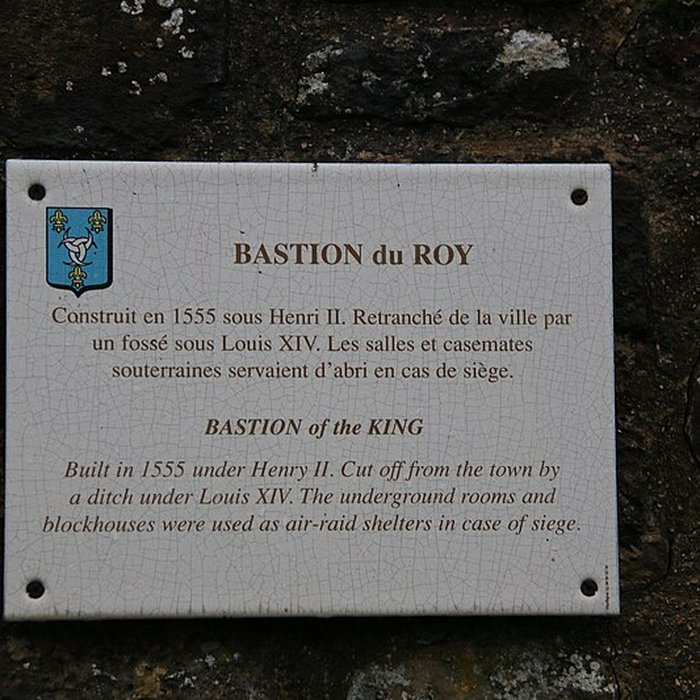 BASTION du ROY
Construit en 1555 sous Henri II. Retranché de la ville par
un fossé sous Louis XIV. Les salles et casemates
souterraines servaient d'abri en cas de siège.
BASTION of the KING
Built in 1555 under Henry II. Cut off from the town by
a ditch under Louis XIV. The underground rooms and
blockhouses were used as air-raid shelters in case of siege.